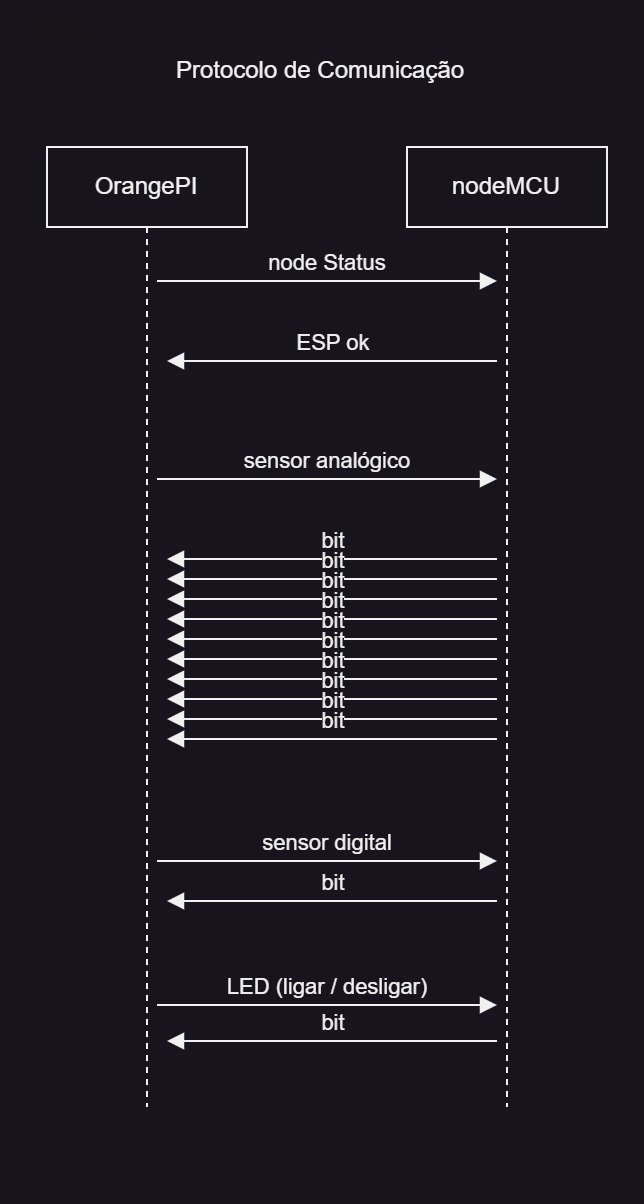 Protocolo de Comunicação
OrangePI
nodeMCU
node Status
ESP ok
sensor analógico
bit
bit
bit
bit
bit
bit
bit
bit
bit
bit
sensor digital
bit
LED (ligar / desligar)
bit